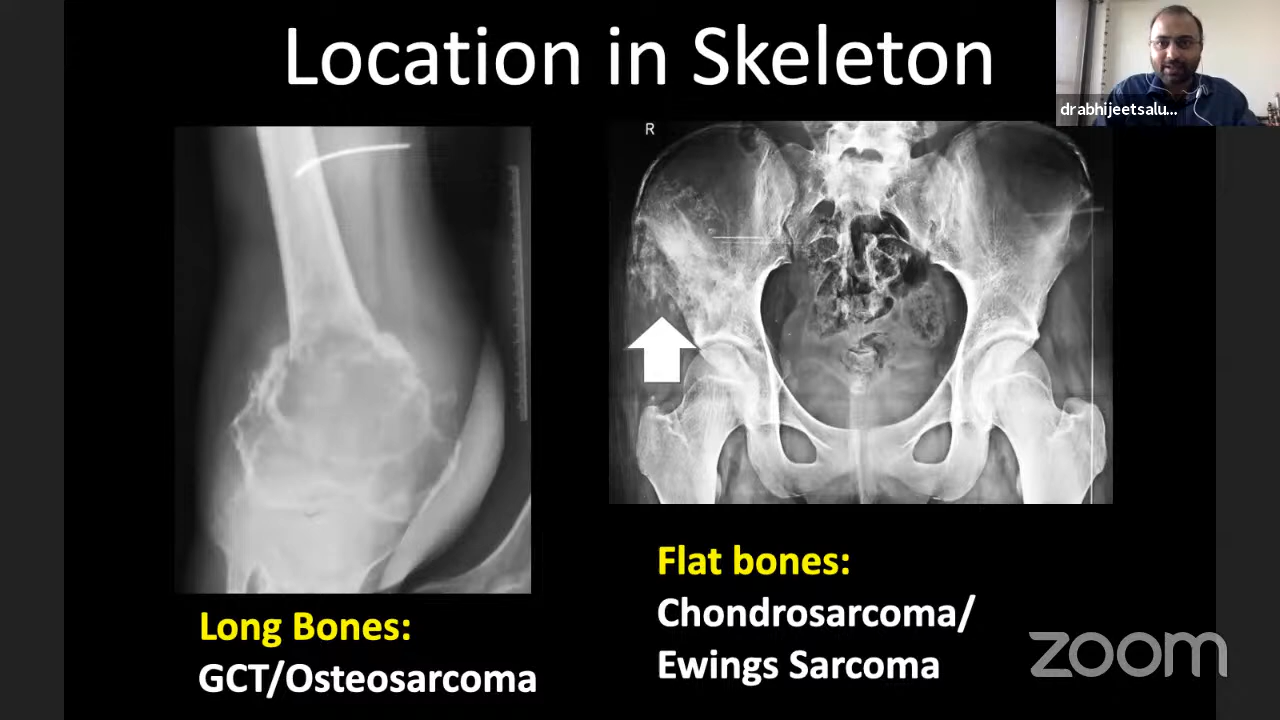 Location in Skeleton
drabhijeetsalu...
R
Long Bones:
GCT/Osteosarcoma
Flat bones:
Chondrosarcoma/
Ewings Sarcoma
zoom